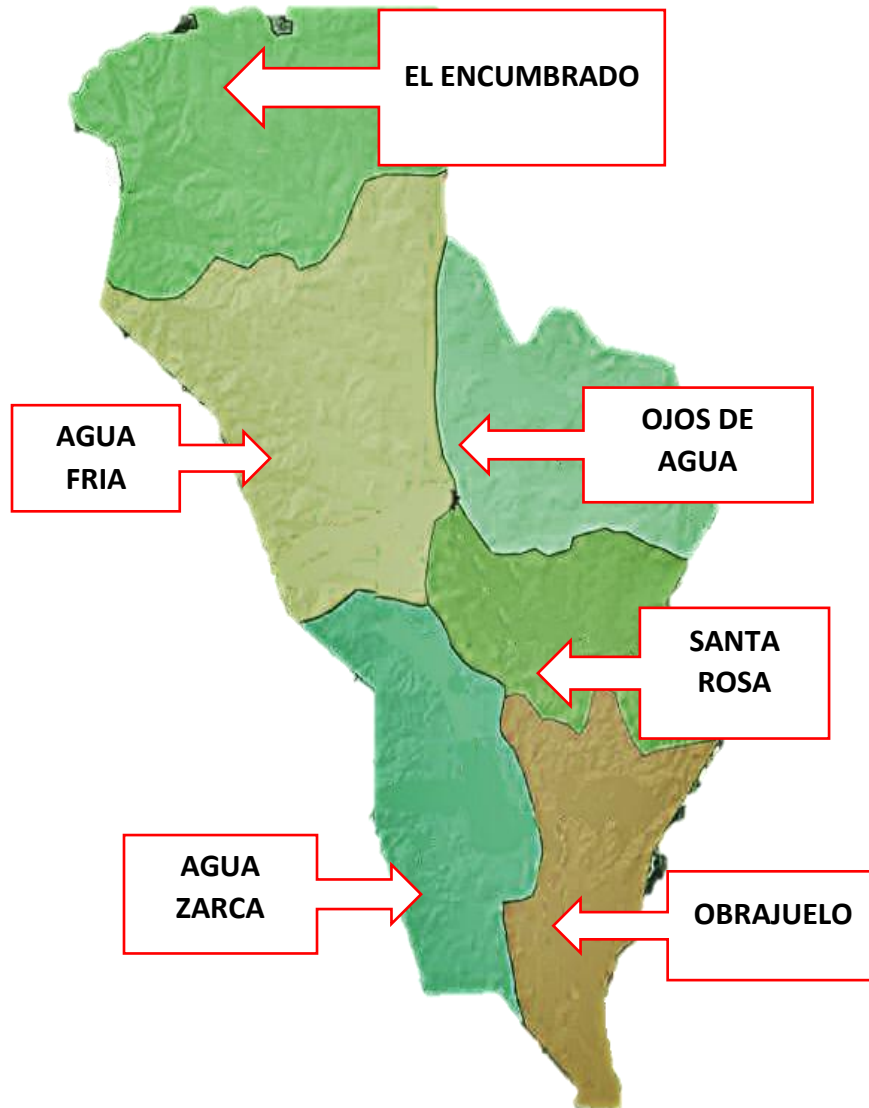 EL ENCUMBRADO
AGUA
FRIA
OJOS DE
AGUA
SANTA
ROSA
AGUA
ZARCA
OBRAJUELO